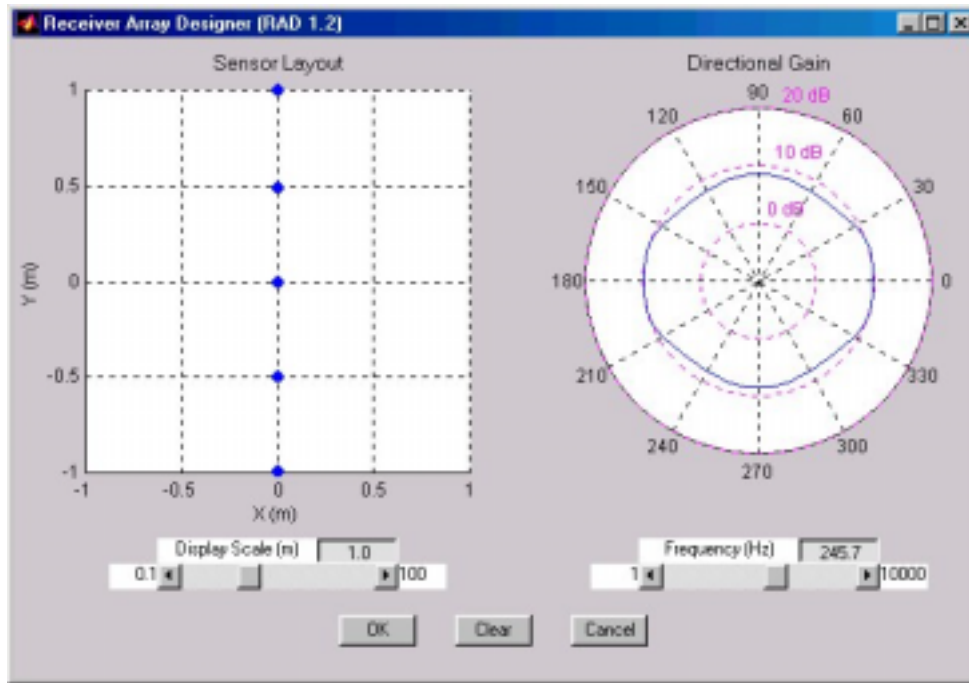 Receiver Array Designer (RAD 1.2)
Sensor Layout
1
0.5
0
-0.5
-1
Y (m)
-1
-0.5
0
0.5
1
X (m)
Directional Gain
90
20 dB
120
60
10 dB
150
30
0 dB
180
0
210
330
240
300
270
Display Scale (m)
1.0
0.1
100
Frequency (Hz)
245.7
1
10000
OK
Clear
Cancel